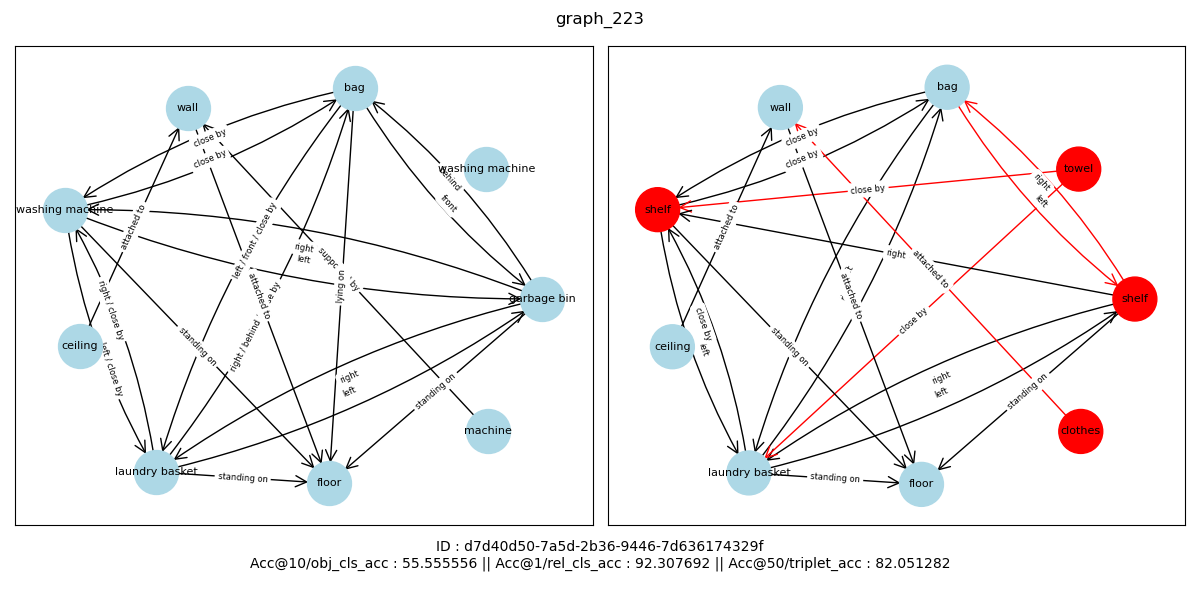 graph_223
bag
wall
close by
close by
washing machine
behind
front
washing machine
attached to
left / front / close by
right
left
lying on
attached to
garbage bin
right / close by
ceiling
standing on
right / behind
left / close by
right
left
standing on
machine
laundry basket
standing on
floor
bag
wall
close by
close by
towel
right
left
close by
shelf
attached to
right
attached to
attached to
shelf
close by
close by
left
ceiling
standing on
right
left
standing on
clothes
laundry basket
standing on
floor
ID : d7d40d50-7a5d-2b36-9446-7d636174329f
Acc@10/obj_cls_acc : 55.555556 || Acc@1/rel_cls_acc : 92.307692 || Acc@50/triplet_acc : 82.051282